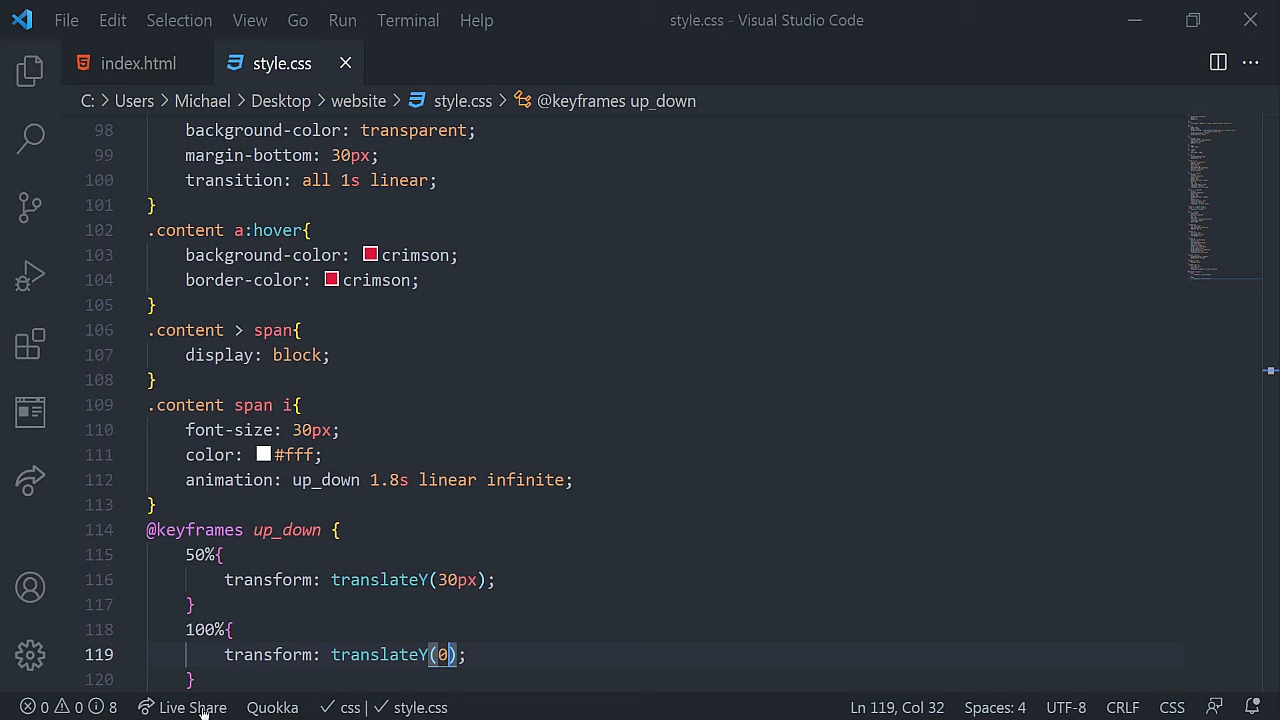 File Edit Selection View Go Run Terminal Help style.css - Visual Studio Code
index.html style.css
C: > Users > Michael > Desktop > website > style.css > @keyframes up_down
98 background-color: transparent;
99 margin-bottom: 30px;
100 transition: all 1s linear;
101 }
102 .content a:hover{
103 background-color: crimson;
104 border-color: crimson;
105 }
106 .content > span{
107 display: block;
108 }
109 .content span i{
110 font-size: 30px;
111 color: #fff;
112 animation: up_down 1.8s linear infinite;
113 }
114 @keyframes up_down {
115 50%{
116 transform: translateY(30px);
117 }
118 100%{
119 transform: translateY(0);
120 }
0 0 8 Live Share Quokka css | style.css Ln 119, Col 32 Spaces: 4 UTF-8 CRLF CSS